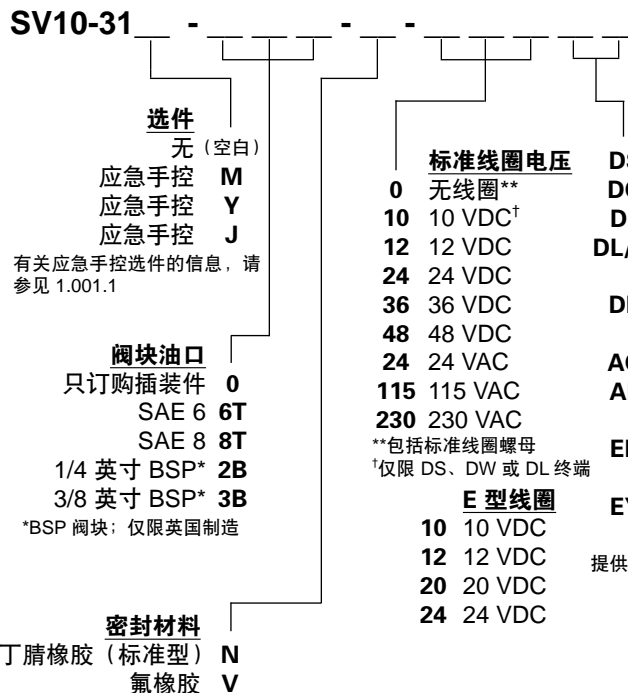 SV10-31__ - __ __ __ - __ - __ __ __ __ __
选件
无（空白）
应急手控 M
应急手控 Y
应急手控 J
有关应急手控选件的信息，请
参见 1.001.1
阀块油口
只订购插装件 0
SAE 6 6T
SAE 8 8T
1/4 英寸 BSP* 2B
3/8 英寸 BSP* 3B
*BSP 阀块；仅限英国制造
密封材料
丁腈橡胶（标准型） N
氟橡胶 V
标准线圈电压
0 无线圈**
10 10 VDC†
12 12 VDC
24 24 VDC
36 36 VDC
48 48 VDC
24 24 VAC
115 115 VAC
230 230 VAC
**包括标准线圈螺母
†仅限 DS、DW 或 DL 终端
E 型线圈
10 10 VDC
12 12 VDC
20 20 VDC
24 24 VDC
DL/
提供